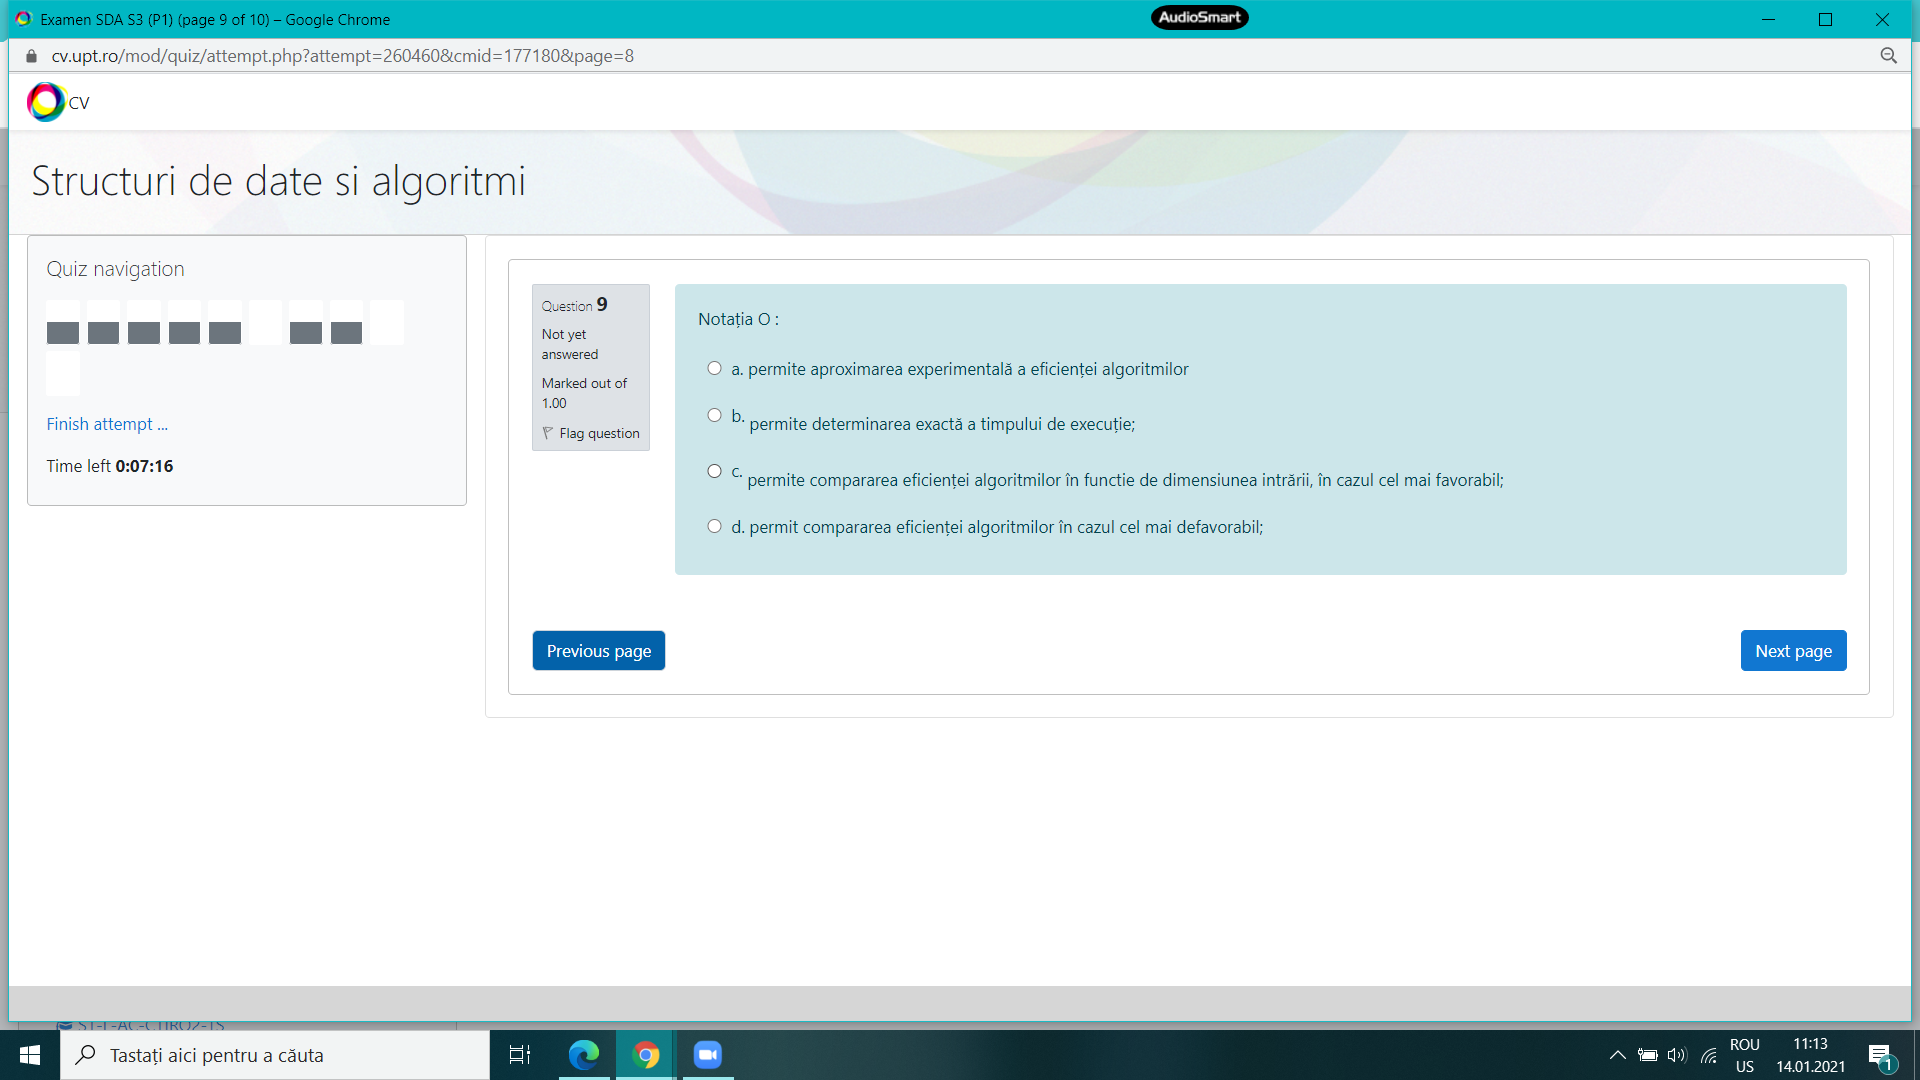 Examen SDA S3 (P1) (page 9 of 10) – Google Chrome
AudioSmart
cv.upt.ro/mod/quiz/attempt.php?attempt=260460&cmid=177180&page=8
CV
Structuri de date si algoritmi
Quiz navigation
Finish attempt ...
Time left 0:07:16
Question 9
Not yet
answered
Marked out of
1.00
Flag question
Notația O :
a. permite aproximarea experimentală a eficienței algoritmilor
b. permite determinarea exactă a timpului de execuție;
c. permite compararea eficienței algoritmilor în functie de dimensiunea intrării, în cazul cel mai favorabil;
d. permit compararea eficienței algoritmilor în cazul cel mai defavorabil;
Previous page
Next page
Tastați aici pentru a căuta
ROU
US
11:13
14.01.2021
1